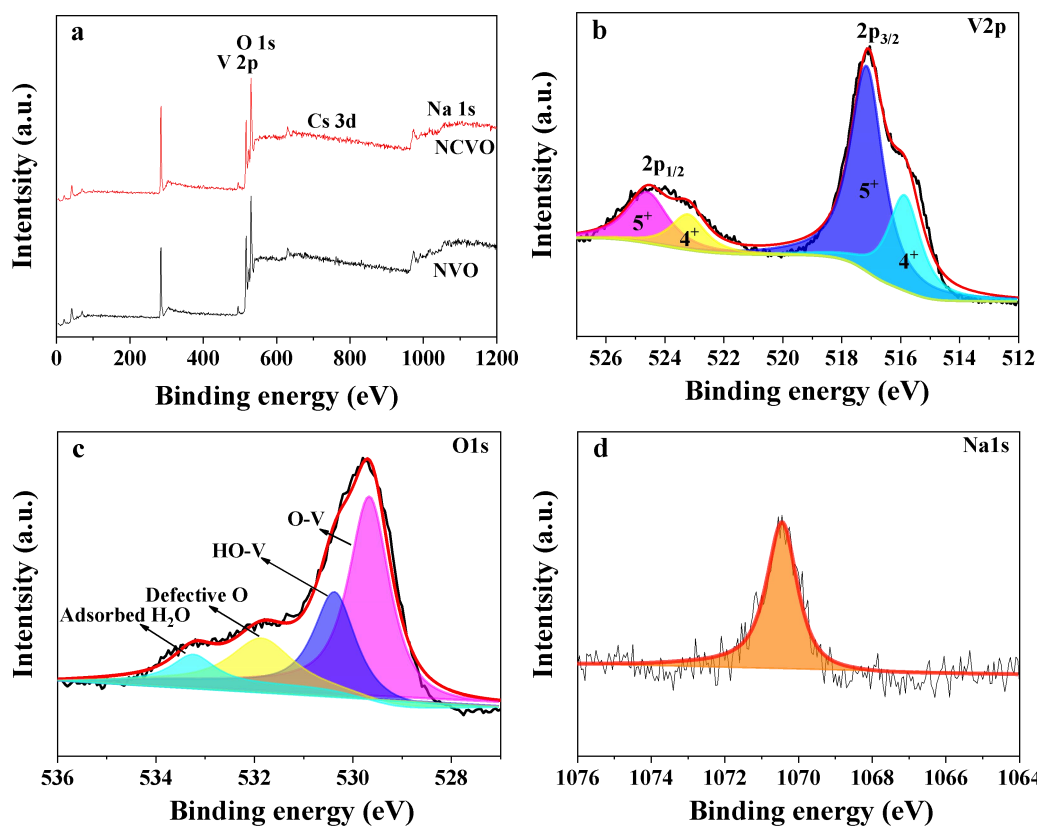 a
O 1s
V 2p
Cs 3d
Na 1s
NCVO
NVO
Intentsity (a.u.)
0 200 400 600 800 1000 1200
Binding energy (eV)
b
V2p
2p3/2
2p1/2
5+
4+
5+
4+
Intentsity (a.u.)
526 524 522 520 518 516 514 512
Binding energy (eV)
c
O1s
O-V
HO-V
Defective O
Adsorbed H2O
Intentsity (a.u.)
536 534 532 530 528
Binding energy (eV)
d
Na1s
Intentsity (a.u.)
1076 1074 1072 1070 1068 1066 1064
Binding energy (eV)